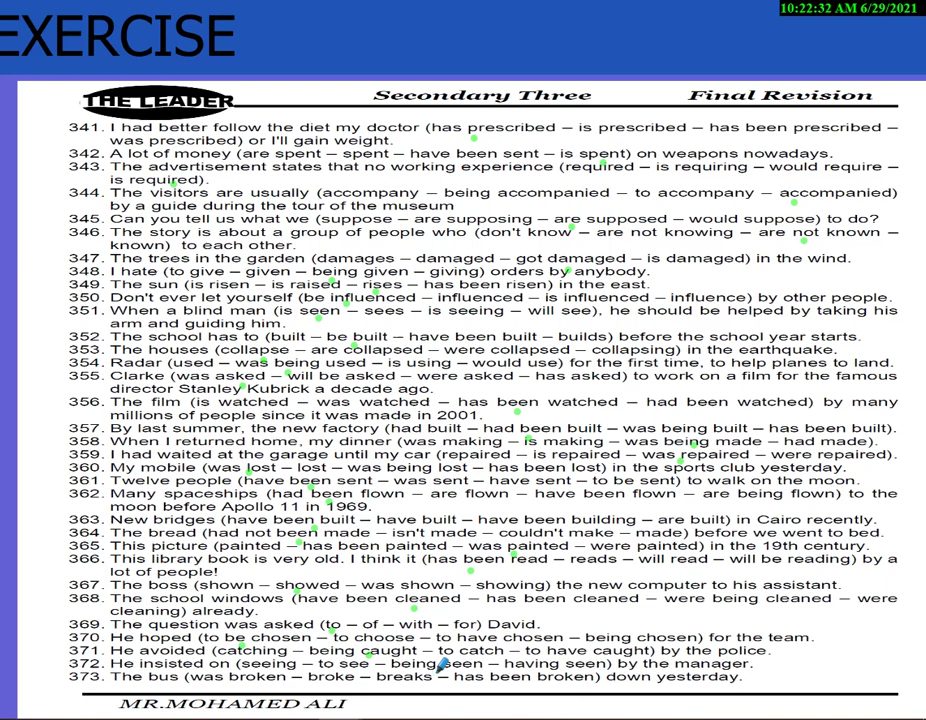 10:22:32 AM 6/29/2021
EXERCISE
THE LEADER Secondary Three Final Revision
341. I had better follow the diet my doctor (has prescribed – is prescribed – has been prescribed –
was prescribed) or I'll gain weight.
342. A lot of money (are spent – spent – have been sent – is spent) on weapons nowadays.
343. The advertisement states that no working experience (required – is requiring – would require –
is required).
344. The visitors are usually (accompany – being accompanied – to accompany – accompanied)
by a guide during the tour of the museum
345. Can you tell us what we (suppose – are supposing – are supposed – would suppose) to do?
346. The story is about a group of people who (don't know – are not knowing – are not known –
known) to each other.
347. The trees in the garden (damages – damaged – got damaged – is damaged) in the wind.
348. I hate (to give – given – being given – giving) orders by anybody.
349. The sun (is risen – is raised – rises – has been risen) in the east.
350. Don't ever let yourself (be influenced – influenced – is influenced – influence) by other people.
351. When a blind man (is seen – sees – is seeing – will see), he should be helped by taking his
arm and guiding him.
352. The school has to (built – be built – have been built – builds) before the school year starts.
353. The houses (collapse – are collapsed – were collapsed – collapsing) in the earthquake.
354. Radar (used – was being used – is using – would use) for the first time, to help planes to land.
355. Clarke (was asked – will be asked – were asked – has asked) to work on a film for the famous
director Stanley Kubrick a decade ago.
356. The film (is watched – was watched – has been watched – had been watched) by many
millions of people since it was made in 2001.
357. By last summer, the new factory (had built – had been built – was being built – has been built).
358. When I returned home, my dinner (was making – is making – was being made – had made).
359. I had waited at the garage until my car (repaired – is repaired – was repaired – were repaired).
360. My mobile (was lost – lost – was being lost – has been lost) in the sports club yesterday.
361. Twelve people (have been sent – was sent – have sent – to be sent) to walk on the moon.
362. Many spaceships (had been flown – are flown – have been flown – are being flown) to the
moon before Apollo 11 in 1969.
363. New bridges (have been built – have built – have been building – are built) in Cairo recently.
364. The bread (had not been made – isn't made – couldn't make – made) before we went to bed.
365. This picture (painted – has been painted – was painted – were painted) in the 19th century.
366. This library book is very old. I think it (has been read – reads – will read – will be reading) by a
lot of people!
367. The boss (shown – showed – was shown – showing) the new computer to his assistant.
368. The school windows (have been cleaned – has been cleaned – were being cleaned – were
cleaning) already.
369. The question was asked (to – of – with – for) David.
370. He hoped (to be chosen – to choose – to have chosen – being chosen) for the team.
371. He avoided (catching – being caught – to catch – to have caught) by the police.
372. He insisted on (seeing – to see – being seen – having seen) by the manager.
373. The bus (was broken – broke – breaks – has been broken) down yesterday.
MR.MOHAMED ALI